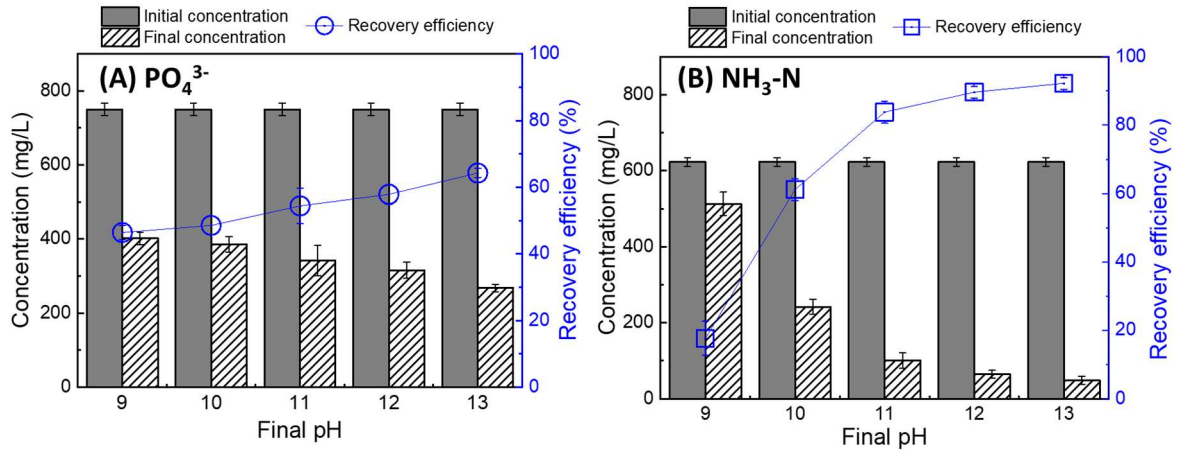 Initial concentration
Final concentration
Recovery efficiency
(A) PO₄³⁻
Concentration (mg/L)
800
600
400
200
0
100
80
60
40
20
0
Recovery efficiency (%)
9 10 11 12 13
Final pH
Initial concentration
Final concentration
Recovery efficiency
(B) NH₃-N
Concentration (mg/L)
800
600
400
200
0
100
80
60
40
20
0
Recovery efficiency (%)
9 10 11 12 13
Final pH